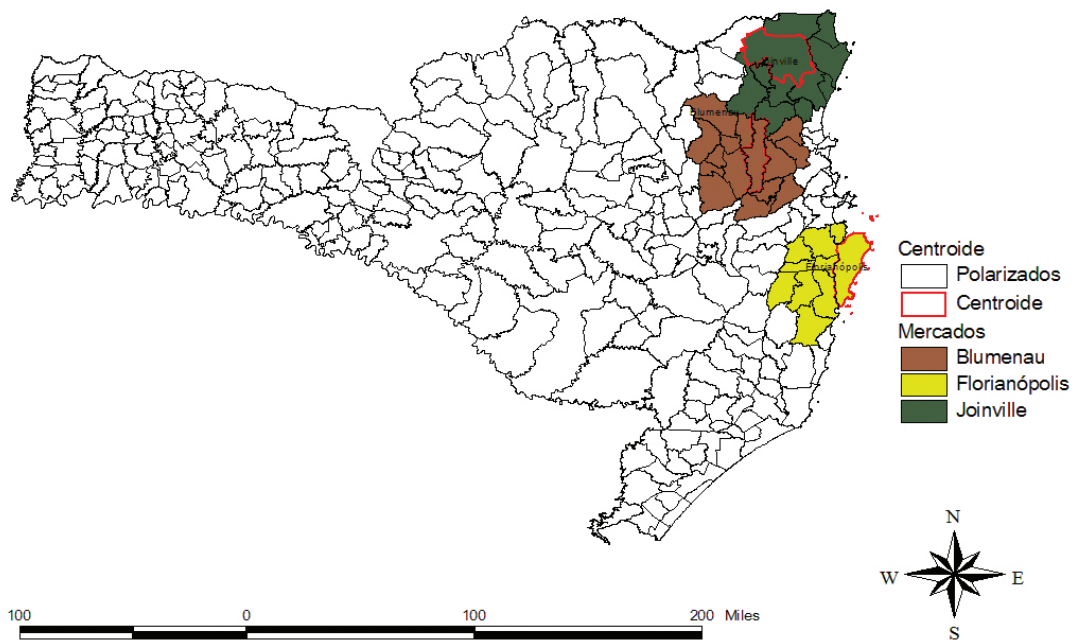 Joinville
Blumenau
Florianópolis
Centroide
Polarizados
Centroide
Mercados
Blumenau
Florianópolis
Joinville
N
W E
S
100 0 100 200 Miles